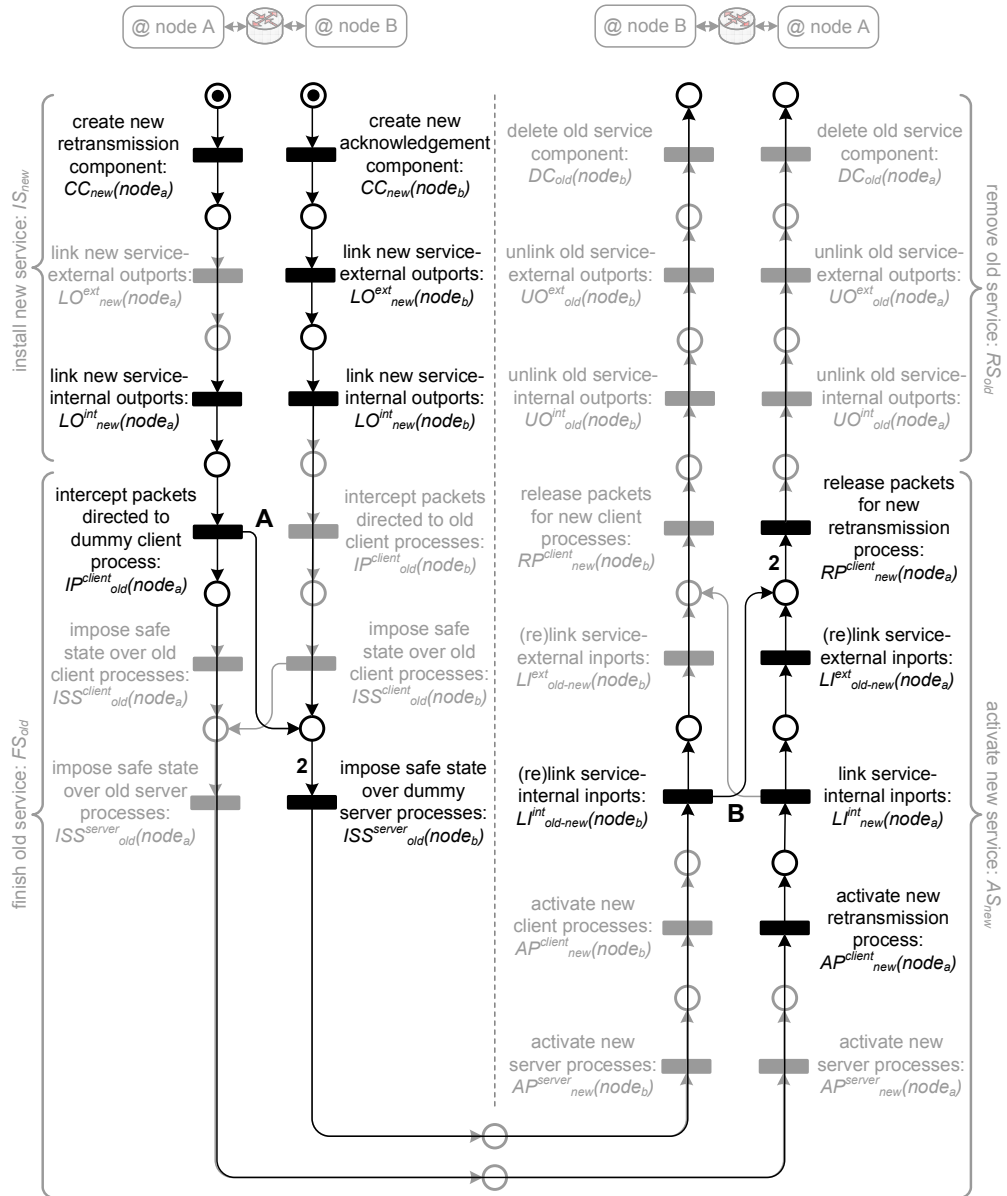 @ node A
@ node B
@ node B
@ node A
install new service: IS_new
create new
retransmission
component:
CC_new(node_a)
link new service-
external outports:
LO^ext_new(node_a)
link new service-
internal outports:
LO^int_new(node_a)
create new
acknowledgement
component:
CC_new(node_b)
link new service-
external outports:
LO^ext_new(node_b)
link new service-
internal outports:
LO^int_new(node_b)
finish old service: FS_old
intercept packets
directed to
dummy client
process:
IP^client_old(node_a)
A
impose safe
state over old
client processes:
ISS^client_old(node_a)
impose safe state
over old server
processes:
ISS^server_old(node_a)
intercept packets
directed to old
client processes:
IP^client_old(node_b)
impose safe
state over old
client processes:
ISS^client_old(node_b)
2
impose safe state
over dummy
server processes:
ISS^server_old(node_b)
delete old service
component:
DC_old(node_b)
unlink old service-
external outports:
UO^ext_old(node_b)
unlink old service-
internal outports:
UO^int_old(node_b)
release packets
for new client
processes:
RP^client_new(node_b)
(re)link service-
external inports:
LI^ext_old-new(node_b)
(re)link service-
internal inports:
LI^int_old-new(node_b)
B
activate new
client processes:
AP^client_new(node_b)
activate new
server processes:
AP^server_new(node_b)
delete old service
component:
DC_old(node_a)
unlink old service-
external outports:
UO^ext_old(node_a)
unlink old service-
internal outports:
UO^int_old(node_a)
remove old service: RS_old
release packets
for new
retransmission
process:
RP^client_new(node_a)
2
(re)link service-
external inports:
LI^ext_old-new(node_a)
link service-
internal inports:
LI^int_new(node_a)
activate new
retransmission
process:
AP^client_new(node_a)
activate new
server processes:
AP^server_new(node_a)
activate new service: AS_new